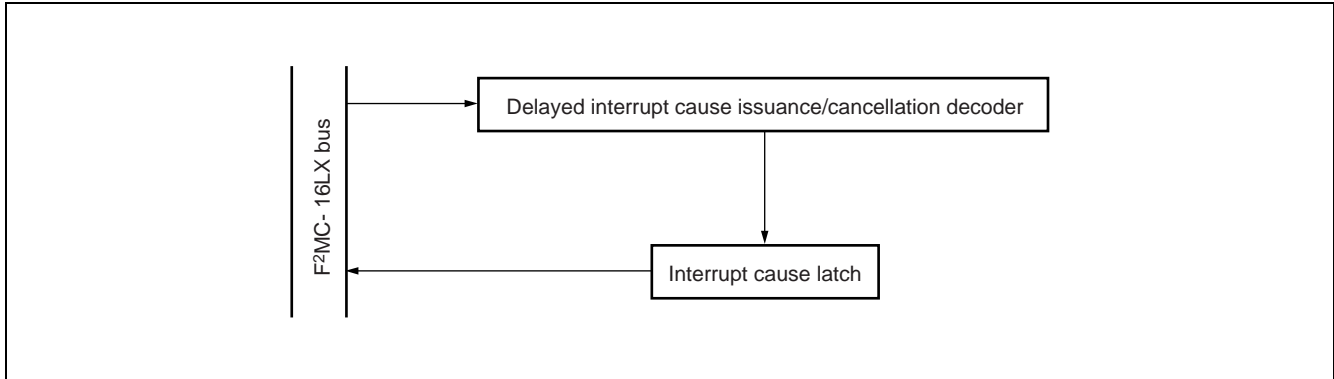 Delayed interrupt cause issuance/cancellation decoder
F²MC- 16LX bus
Interrupt cause latch